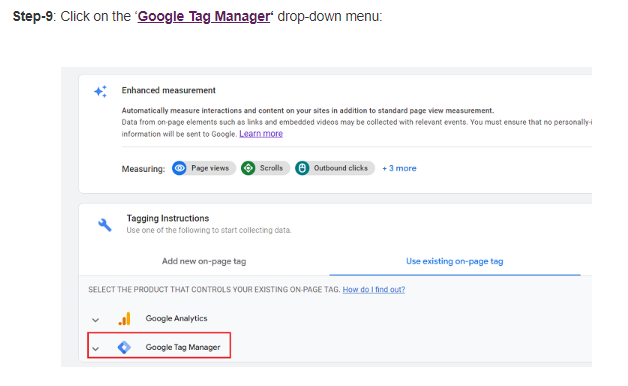 Step-9: Click on the ‘Google Tag Manager‘ drop-down menu:
Enhanced measurement
Automatically measure interactions and content on your sites in addition to standard page view measurement.
Data from on-page elements such as links and embedded videos may be collected with relevant events. You must ensure that no personally-i
information will be sent to Google. Learn more
Measuring: Page views Scrolls Outbound clicks + 3 more
Tagging Instructions
Use one of the following to start collecting data.
Add new on-page tag Use existing on-page tag
SELECT THE PRODUCT THAT CONTROLS YOUR EXISTING ON-PAGE TAG. How do I find out?
Google Analytics
Google Tag Manager